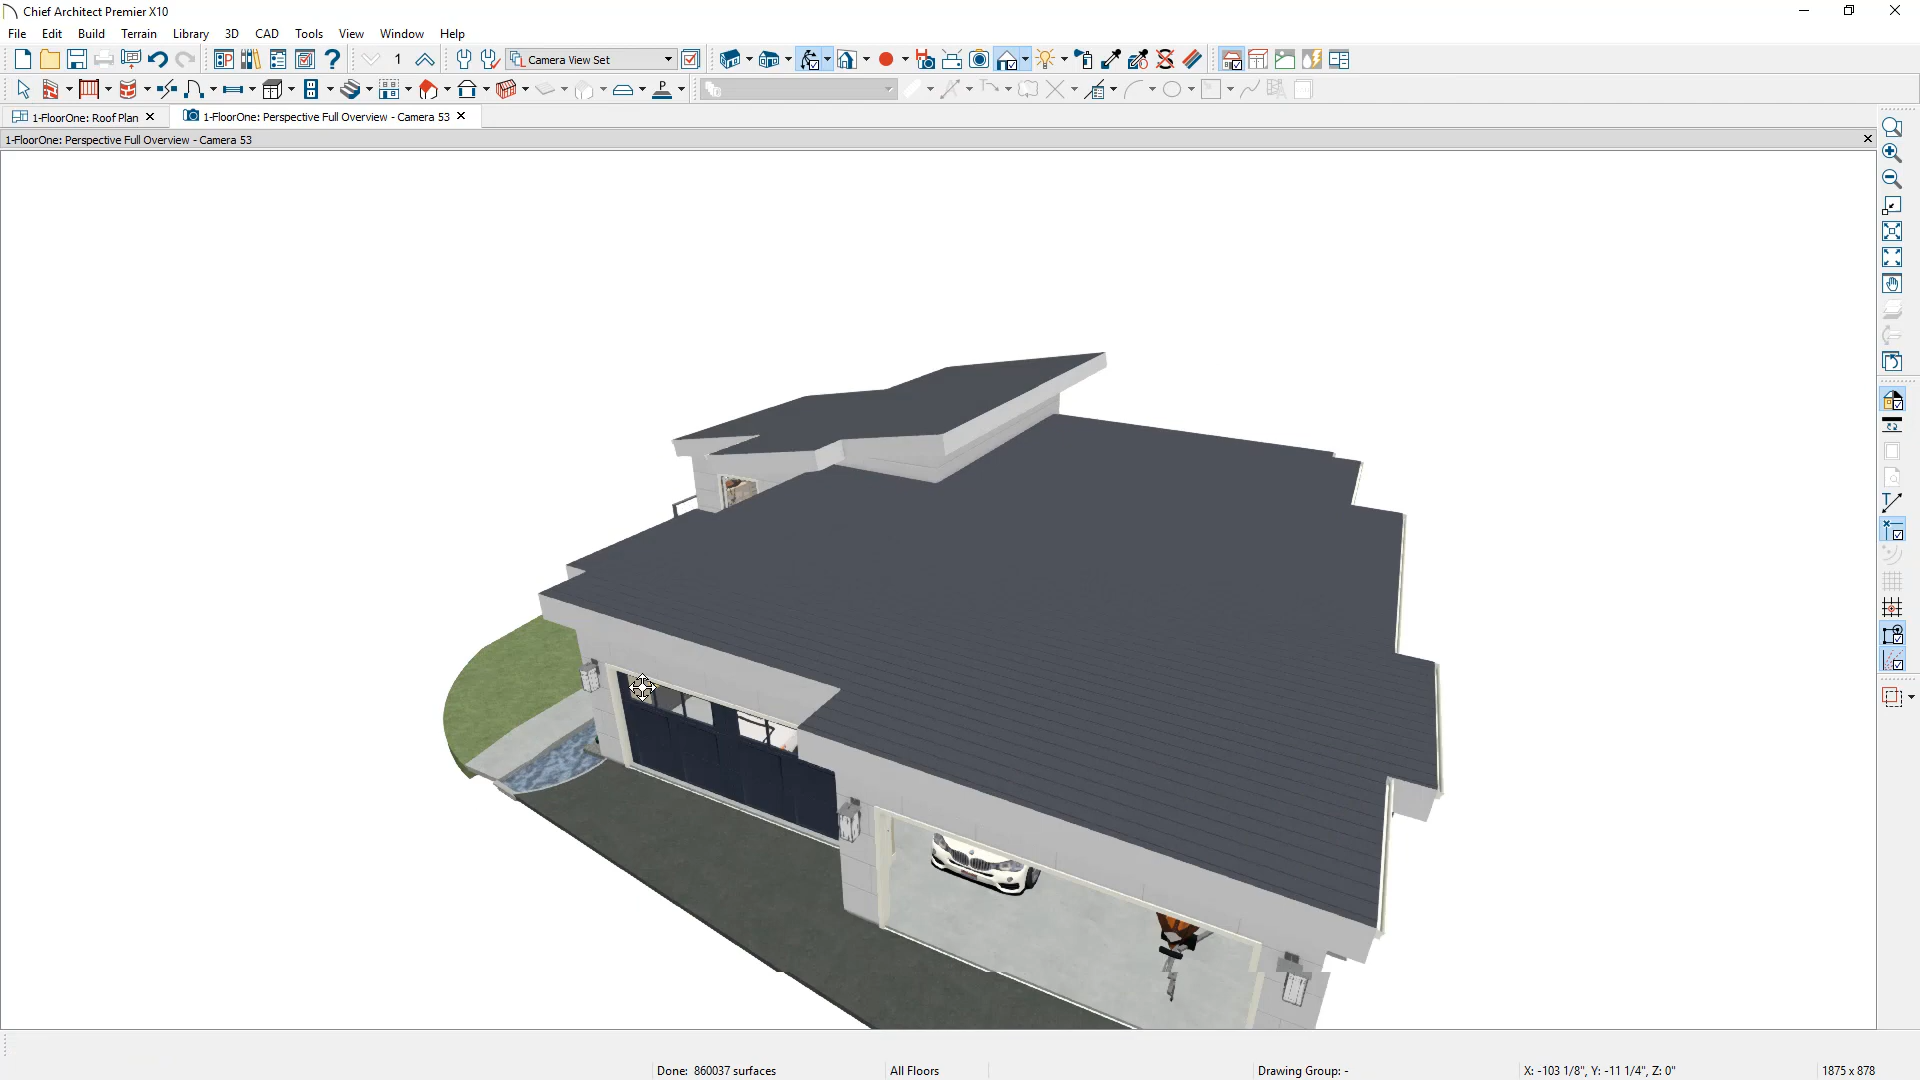 Chief Architect Premier X10
File Edit Build Terrain Library 3D CAD Tools View Window Help
1 Camera View Set
1-FloorOne: Roof Plan 1-FloorOne: Perspective Full Overview - Camera 53
1-FloorOne: Perspective Full Overview - Camera 53
Done: 860037 surfaces All Floors Drawing Group: - X: -103 1/8", Y: -11 1/4", Z: 0" 1875 x 878